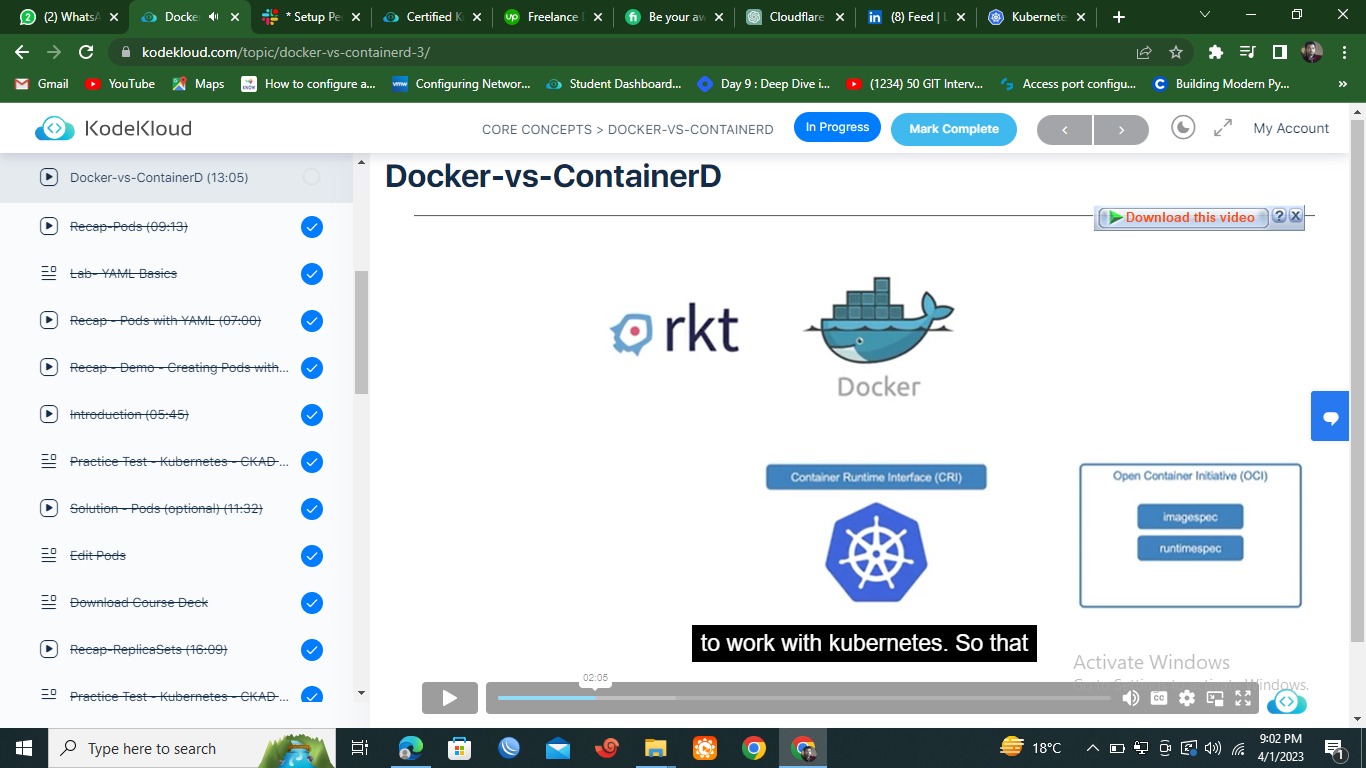 (2) WhatsA
Docke
* Setup Pe
Certified K
Freelance
Be your aw
Cloudflare
(8) Feed | L
Kubernete
kodekloud.com/topic/docker-vs-containerd-3/
Gmail
YouTube
Maps
How to configure a...
Configuring Networ...
Student Dashboard...
Day 9 : Deep Dive i...
(1234) 50 GIT Interv...
Access port configu...
Building Modern Py...
KodeKloud
CORE CONCEPTS > DOCKER-VS-CONTAINERD
In Progress
Mark Complete
My Account
Docker-vs-ContainerD (13:05)
Recap-Pods (09:13)
Lab- YAML Basics
Recap - Pods with YAML (07:00)
Recap - Demo - Creating Pods with...
Introduction (05:45)
Practice Test - Kubernetes - CKAD ...
Solution - Pods (optional) (11:32)
Edit Pods
Download Course Deck
Recap-ReplicaSets (16:09)
Practice Test - Kubernetes - CKAD ...
Docker-vs-ContainerD
Download this video
rkt
Docker
Container Runtime Interface (CRI)
Open Container Initiative (OCI)
imagespec
runtimespec
to work with kubernetes. So that
Activate Windows
02:05
CC
Type here to search
18°C
9:02 PM
4/1/2023